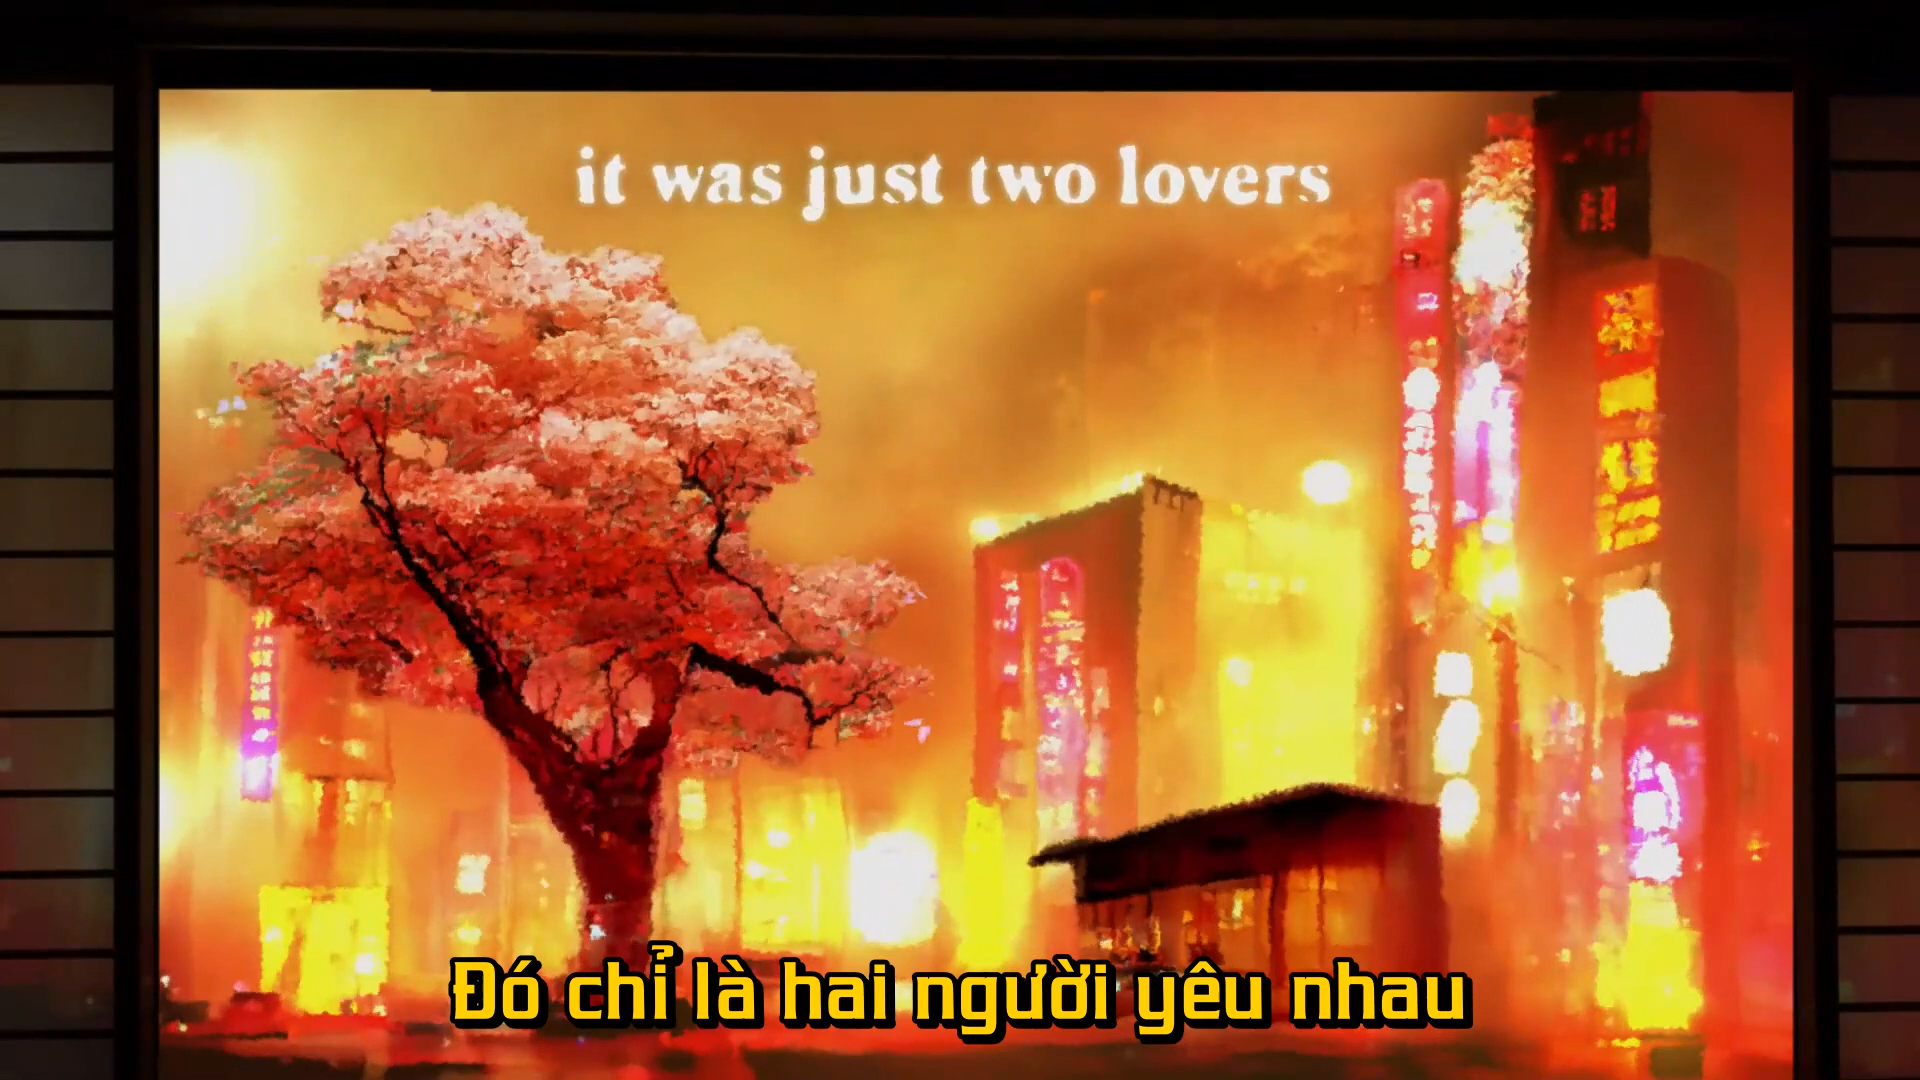 it was just two lovers
Đó chỉ là hai người yêu nhau